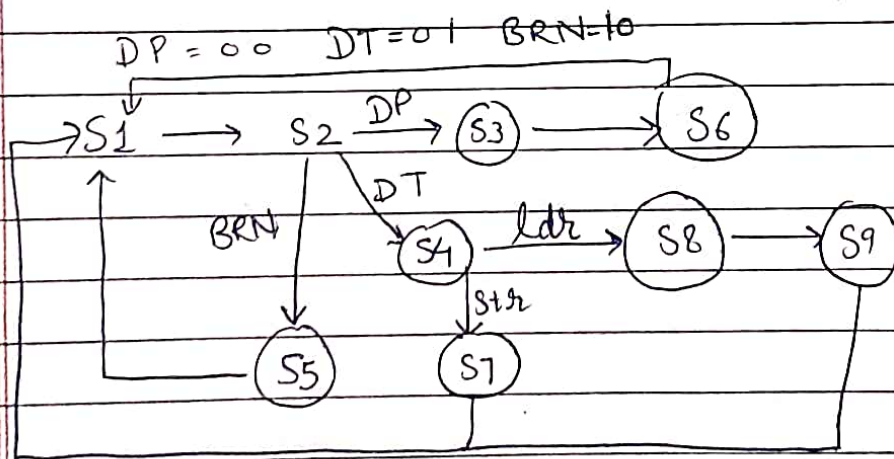 DP = 00 DT=01 BRN=10
S1 S2 DP S3 S6
DT
BRN S4 ldr S8 S9
str
S5 S7